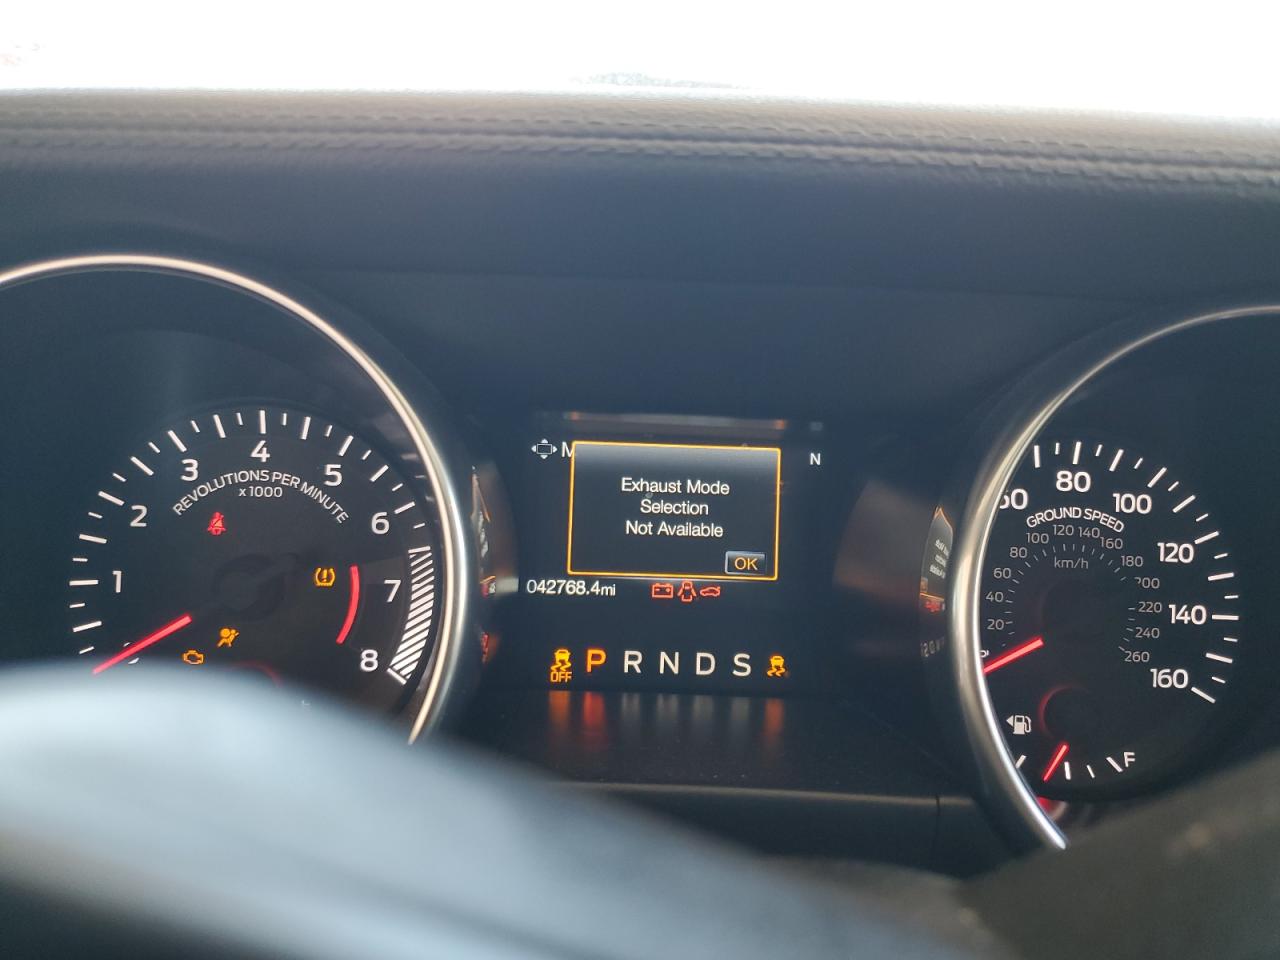 4
3
5
REVOLUTIONS PER MINUTE
x1000
2
6
1
7
8
M
N
Exhaust Mode
Selection
Not Available
OK
042768.4mi
OFF
P R N D S
80
100
GROUND SPEED
120
140
160
km/h
20
40
60
80
100
120
140
160
180
200
220
240
260
F